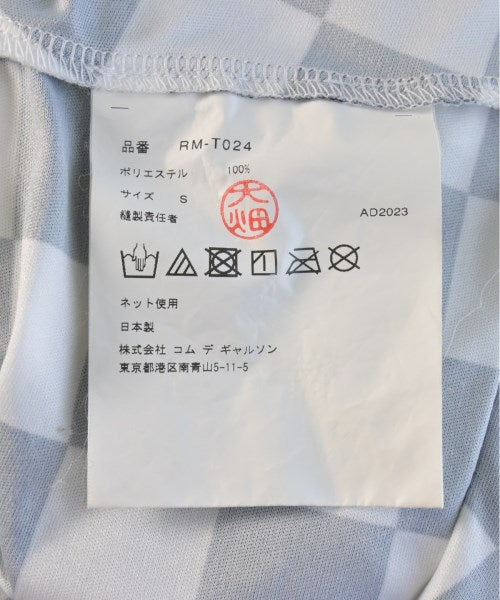 品番 RM-T024
ポリエステル 100%
サイズ S
縫製責任者 大畑 AD2023
ネット使用
日本製
株式会社 コム デ ギャルソン
東京都港区南青山5-11-5